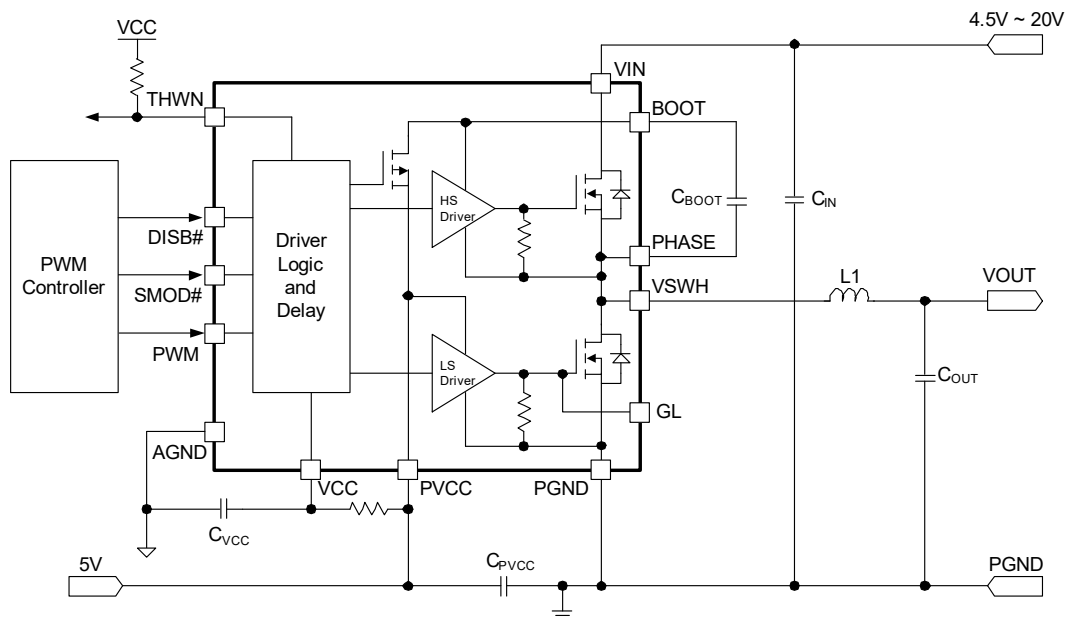 4.5V ~ 20V
VCC
VIN
THWN
BOOT
HS
Driver
CBOOT
CIN
DISB#
PHASE
PWM
Controller
SMOD#
Driver
Logic
and
Delay
VSWH
L1
VOUT
PWM
LS
Driver
COUT
GL
AGND
VCC
PVCC
PGND
CVCC
5V
CPVCC
PGND